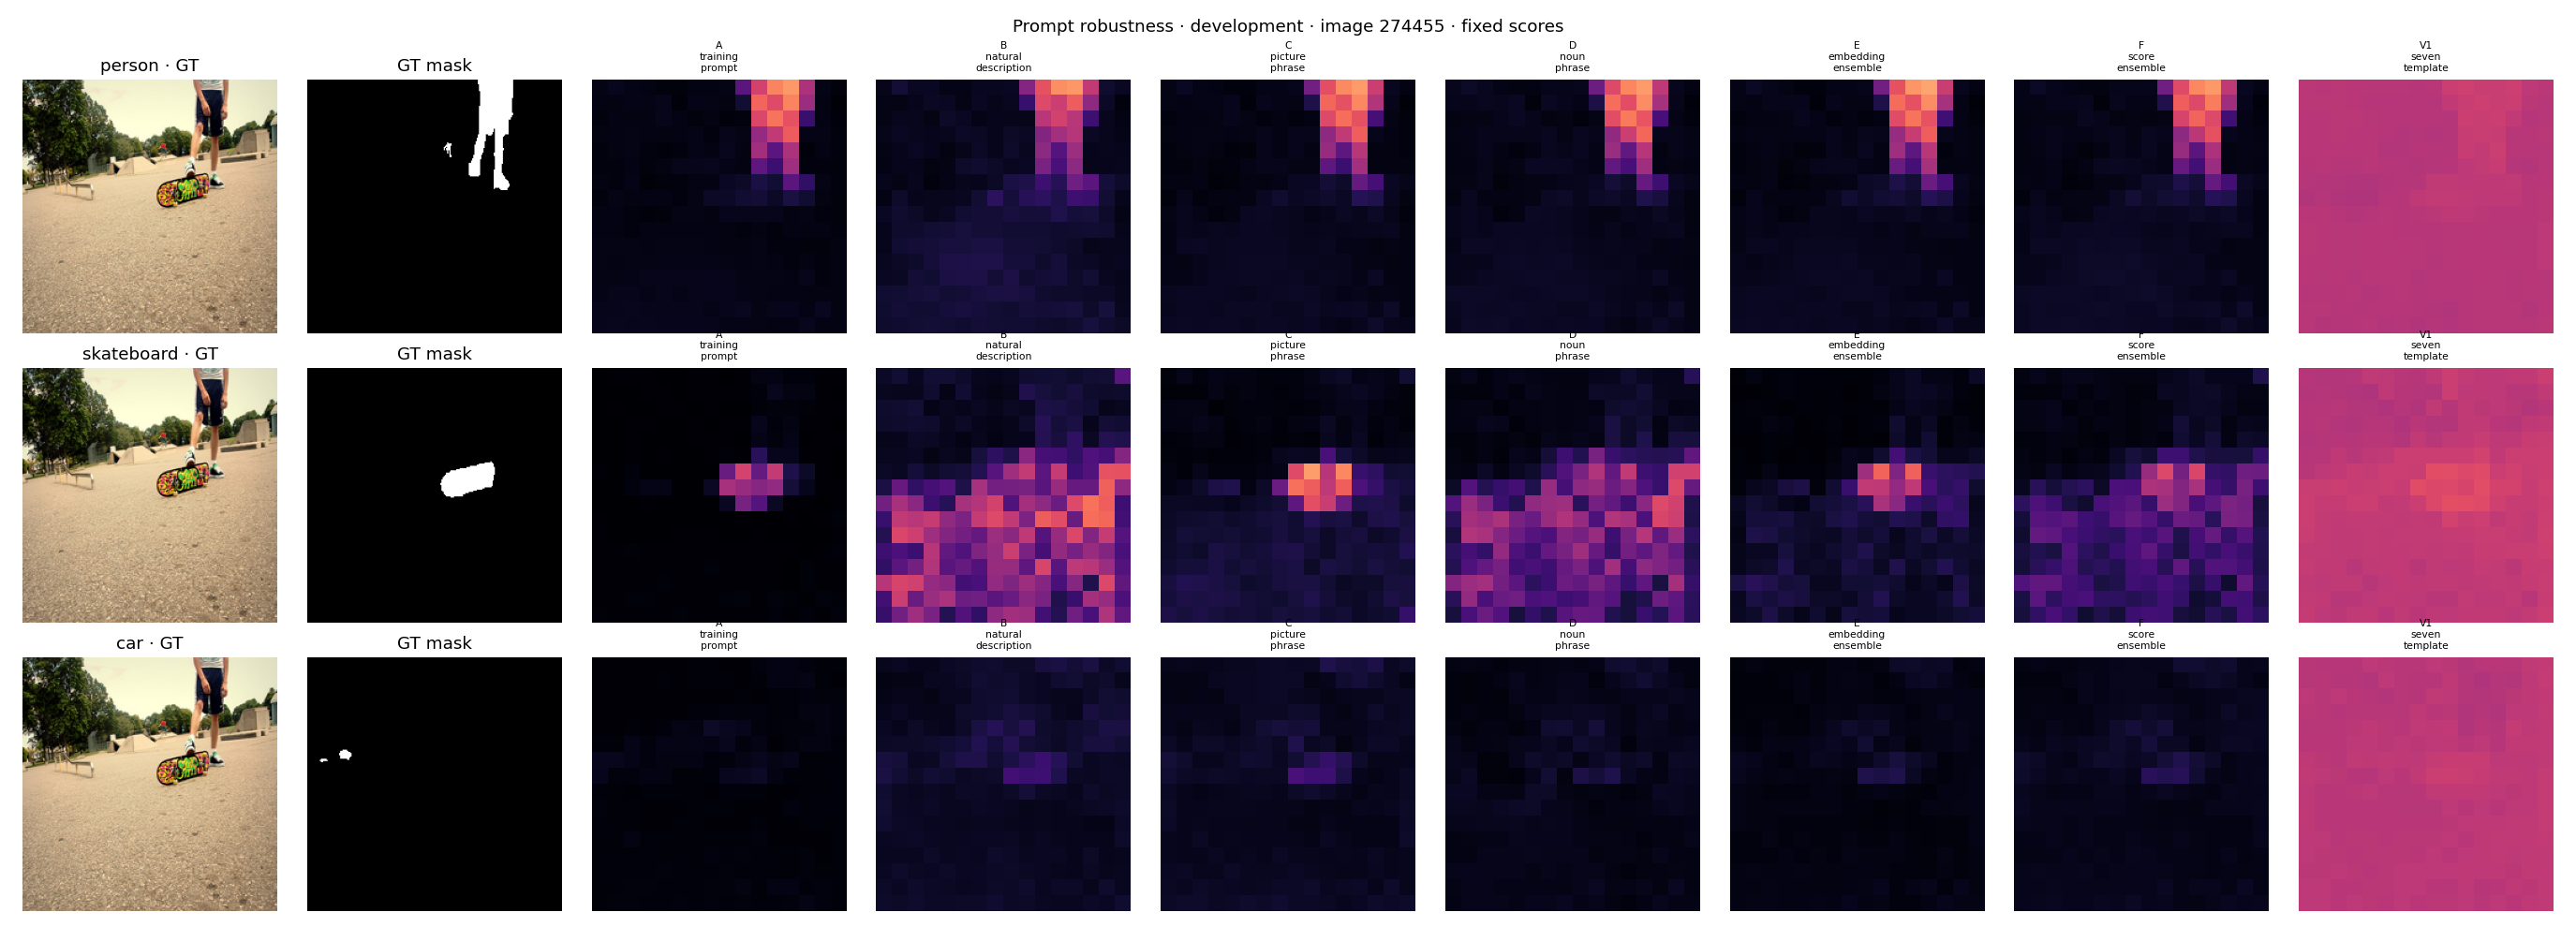 Prompt robustness · development · image 274455 · fixed scores
person · GT
GT mask
A
training
prompt
B
natural
description
C
picture
phrase
D
noun
phrase
E
embedding
ensemble
F
score
ensemble
V1
seven
template
skateboard · GT
GT mask
A
training
prompt
B
natural
description
C
picture
phrase
D
noun
phrase
E
embedding
ensemble
F
score
ensemble
V1
seven
template
car · GT
GT mask
A
training
prompt
B
natural
description
C
picture
phrase
D
noun
phrase
E
embedding
ensemble
F
score
ensemble
V1
seven
template